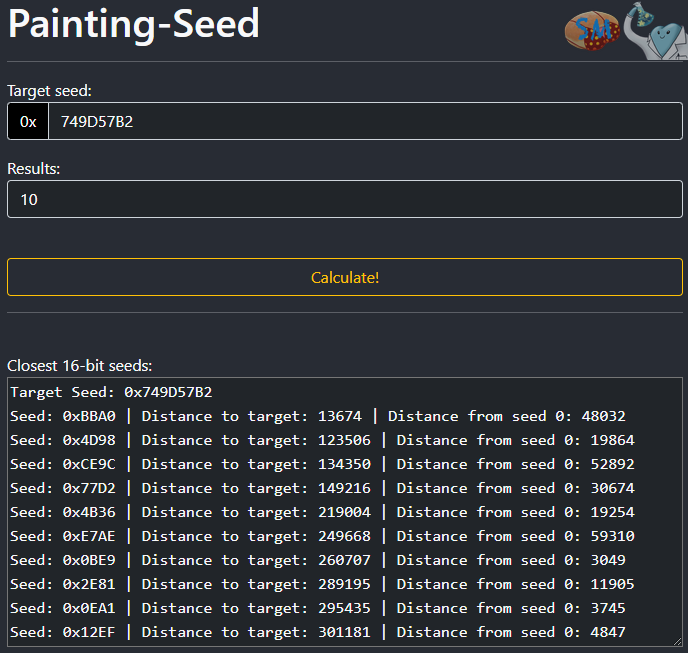 Painting-Seed
SM
Target seed:
0x 749D57B2
Results:
10
Calculate!
Closest 16-bit seeds:
Target Seed: 0x749D57B2
Seed: 0xBBA0 | Distance to target: 13674 | Distance from seed 0: 48032
Seed: 0x4D98 | Distance to target: 123506 | Distance from seed 0: 19864
Seed: 0xCE9C | Distance to target: 134350 | Distance from seed 0: 52892
Seed: 0x77D2 | Distance to target: 149216 | Distance from seed 0: 30674
Seed: 0x4B36 | Distance to target: 219004 | Distance from seed 0: 19254
Seed: 0xE7AE | Distance to target: 249668 | Distance from seed 0: 59310
Seed: 0x0BE9 | Distance to target: 260707 | Distance from seed 0: 3049
Seed: 0x2E81 | Distance to target: 289195 | Distance from seed 0: 11905
Seed: 0x0EA1 | Distance to target: 295435 | Distance from seed 0: 3745
Seed: 0x12EF | Distance to target: 301181 | Distance from seed 0: 4847